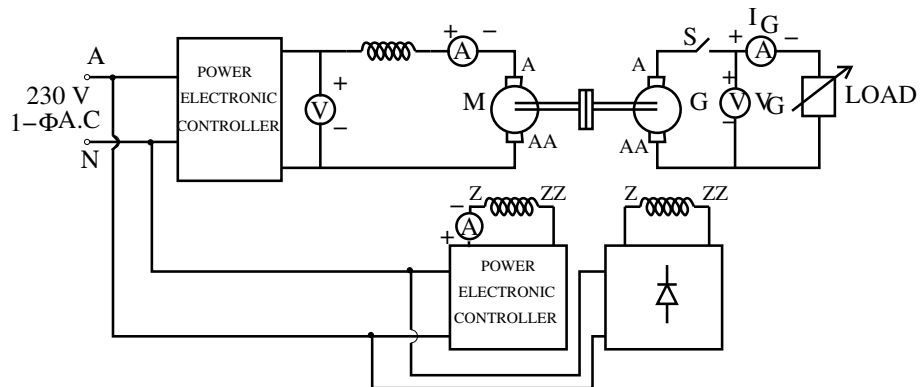 A
230 V
1−ΦA.C
N
POWER
ELECTRONIC
CONTROLLER
+
V
−
+ A −
A
M
AA
A
G
AA
S
+ I G −
A
+
V V G
−
LOAD
Z ZZ
−
A
+
POWER
ELECTRONIC
CONTROLLER
Z ZZ